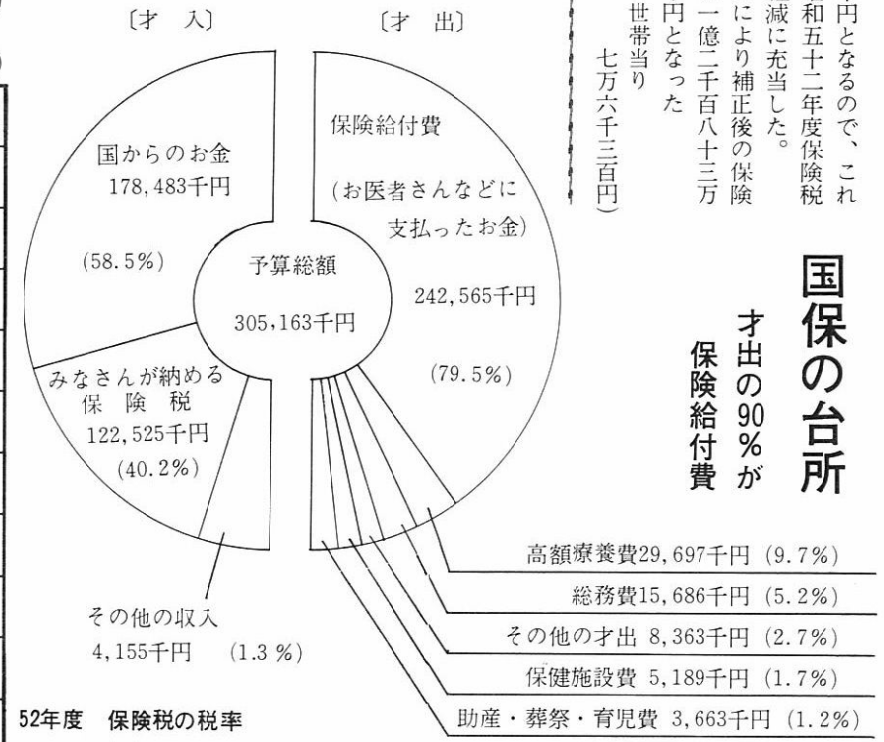 円となるので、これ
和五十二年度保険税
減に充当した。
により補正後の保険
一億二千百八十三万
円となった
世帯当り
七万六千三百円)
国保の台所
才出の90%が
保険給付費
〔才 入〕
〔才 出〕
国からのお金
178,483千円
(58.5%)
みなさんが納める
保険税
122,525千円
(40.2%)
その他の収入
4,155千円 (1.3%)
予算総額
305,163千円
保険給付費
(お医者さんなどに
支払ったお金)
242,565千円
(79.5%)
高額療養費29,697千円 (9.7%)
総務費15,686千円 (5.2%)
その他の才出 8,363千円 (2.7%)
保健施設費 5,189千円 (1.7%)
助産・葬祭・育児費 3,663千円 (1.2%)
52年度 保険税の税率